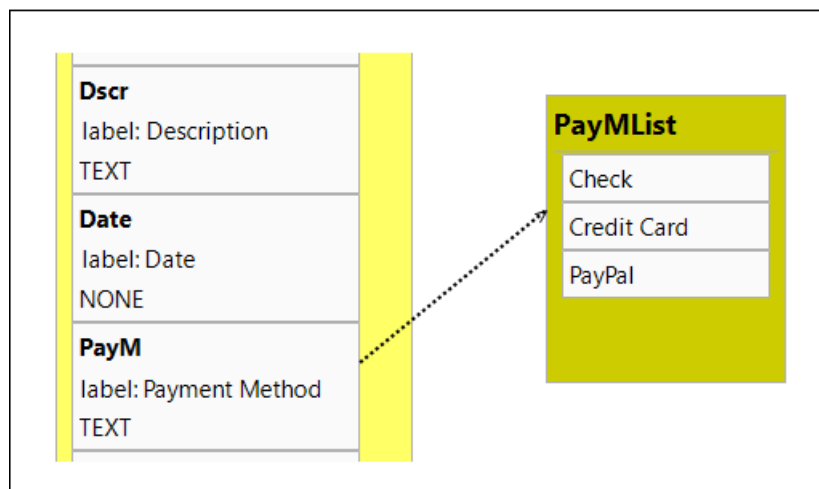 Dscr
label: Description
TEXT
Date
label: Date
NONE
PayM
label: Payment Method
TEXT
PayMList
Check
Credit Card
PayPal